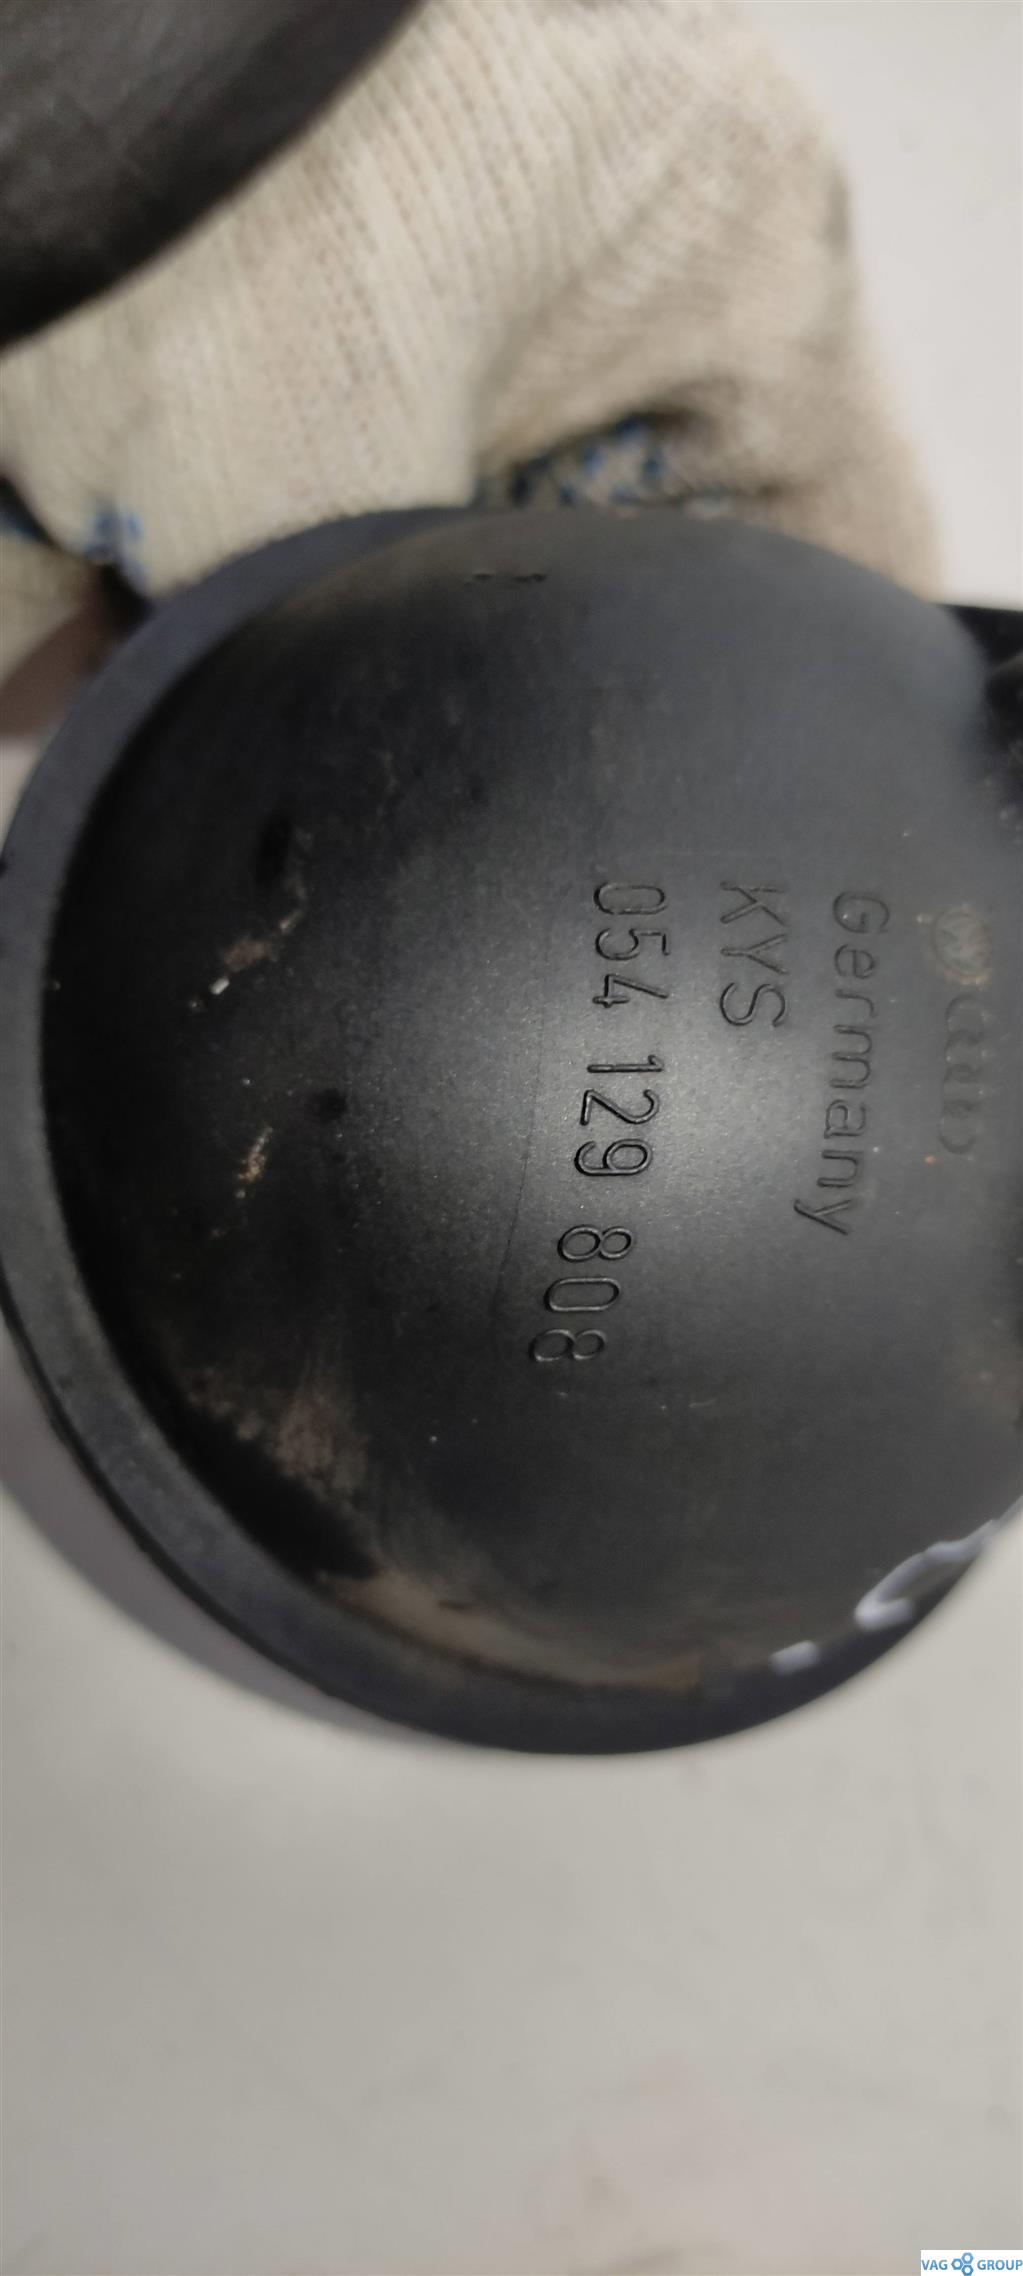 Germany
KYS
054 129 808
VAG GROUP